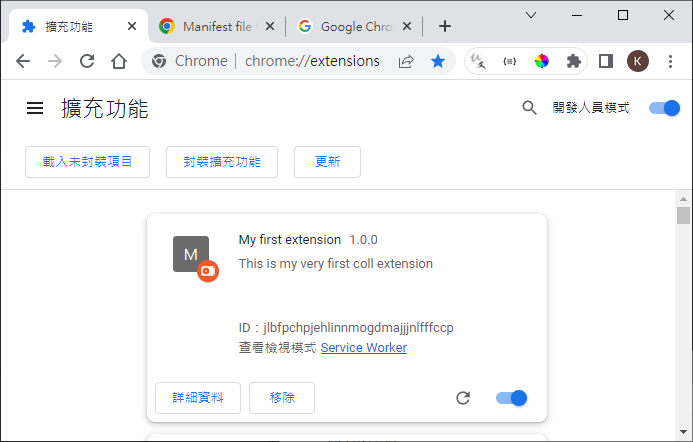 擴充功能
Manifest file
Google Chro
Chrome | chrome://extensions
K
擴充功能
開發人員模式
載入未封裝項目
封裝擴充功能
更新
M
My first extension 1.0.0
This is my very first coll extension
ID：jlbfpchpjehlinnmogdmajjjnlfffccp
查看檢視模式 Service Worker
詳細資料
移除